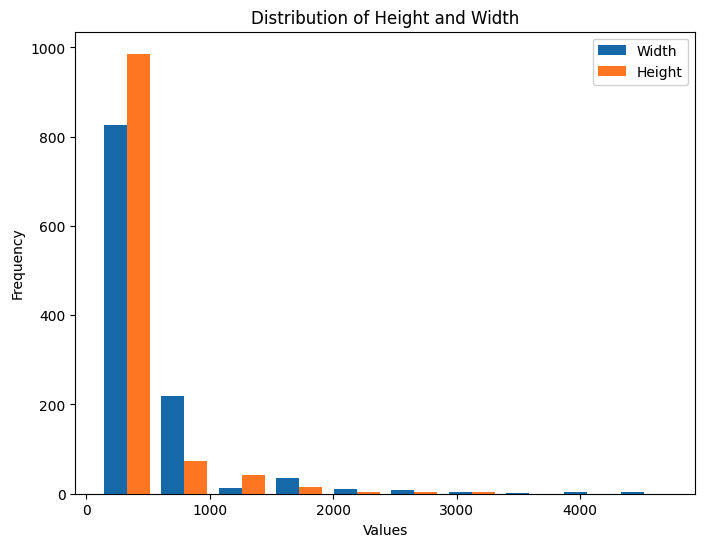 Distribution of Height and Width
Width
Height
1000
800
600
400
200
0
Frequency
0 1000 2000 3000 4000
Values